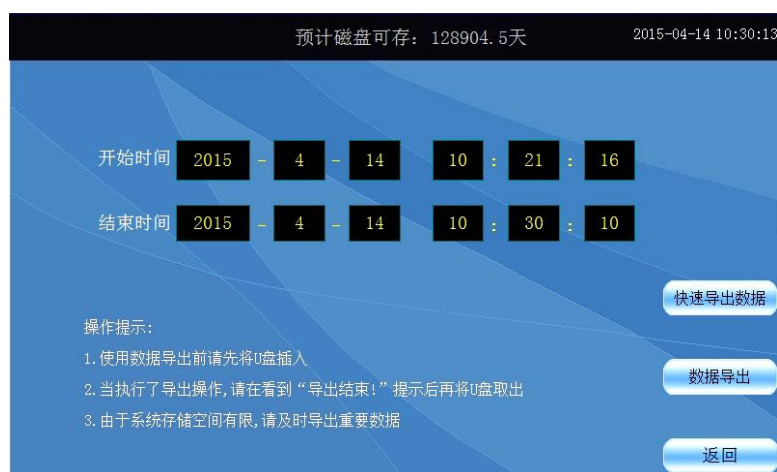 预计磁盘可存: 128904.5天 2015-04-14 10:30:13
开始时间 2015 - 4 - 14 10 : 21 : 16
结束时间 2015 - 4 - 14 10 : 30 : 10
快速导出数据
操作提示:
1.使用数据导出前请先将U盘插入
数据导出
2.当执行了导出操作,请在看到“导出结束!”提示后再将U盘取出
3.由于系统存储空间有限,请及时导出重要数据
返回